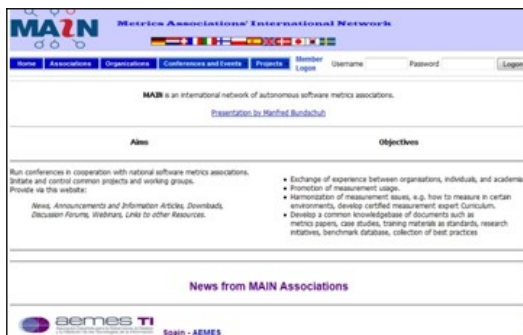 MAIN
Metrics Associations' International Network
Home Associations Organizations Conferences and Events Projects Member Logon Username Password Logon
MAIN is an international network of autonomous software metrics associations.
Presentation by Manfred Bundschuh
Aims
Run conferences in cooperation with national software metrics associations.
Initiate and control common projects and working groups.
Provide via this website:
News, Announcements and Information Articles, Downloads,
Discussion Forums, Webinars, Links to other Resources.
Objectives
• Exchange of experience between organisations, individuals, and academia
• Promotion of measurement usage.
• Harmonization of measurement issues, e.g. how to measure in certain
environments, develop certified measurement expert Curriculum.
• Develop a common knowledgebase of documents such as
metrics papers, case studies, training materials as standards, research
initiatives, benchmark database, collection of best practices
News from MAIN Associations
aemes TI
Spain - AEMES